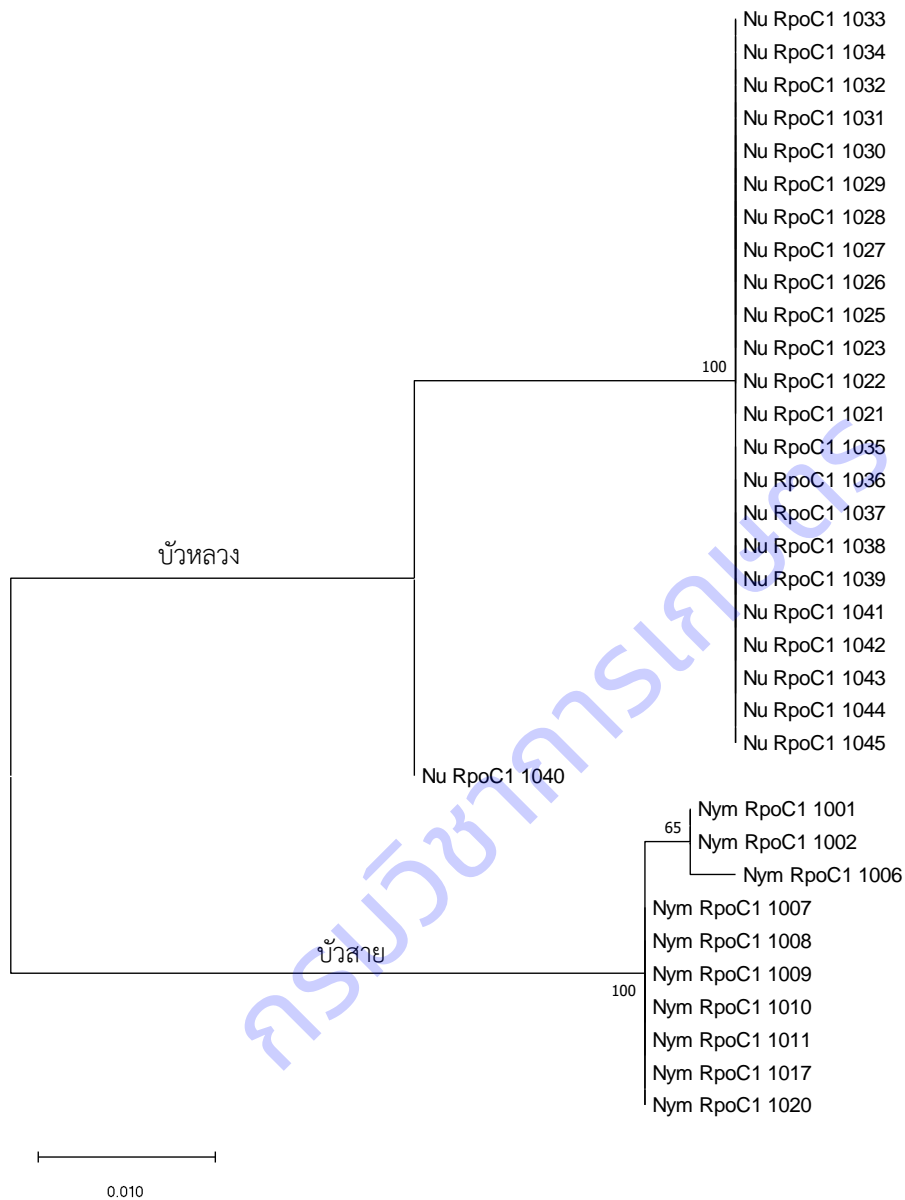 Nu RpoC1 1033
Nu RpoC1 1034
Nu RpoC1 1032
Nu RpoC1 1031
Nu RpoC1 1030
Nu RpoC1 1029
Nu RpoC1 1028
Nu RpoC1 1027
Nu RpoC1 1026
Nu RpoC1 1025
Nu RpoC1 1023
100
Nu RpoC1 1022
Nu RpoC1 1021
Nu RpoC1 1035
Nu RpoC1 1036
Nu RpoC1 1037
Nu RpoC1 1038
บัวหลวง
Nu RpoC1 1039
Nu RpoC1 1041
Nu RpoC1 1042
Nu RpoC1 1043
Nu RpoC1 1044
Nu RpoC1 1045
Nu RpoC1 1040
Nym RpoC1 1001
65
Nym RpoC1 1002
Nym RpoC1 1006
Nym RpoC1 1007
Nym RpoC1 1008
บัวสาย
Nym RpoC1 1009
100
Nym RpoC1 1010
Nym RpoC1 1011
Nym RpoC1 1017
Nym RpoC1 1020
0.010
กรมวิชาการเกษตร